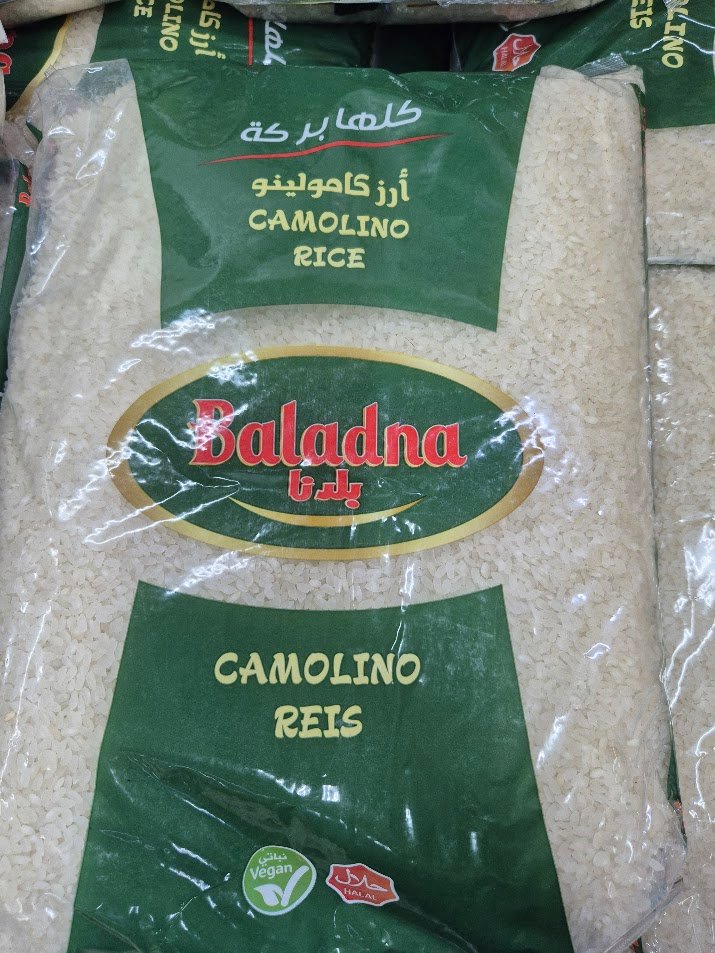 كلها بركة
أرز كامولينو
CAMOLINO
RICE
Baladna
بلدنا
CAMOLINO
REIS
نباتي
Vegan
حلال
HALAL